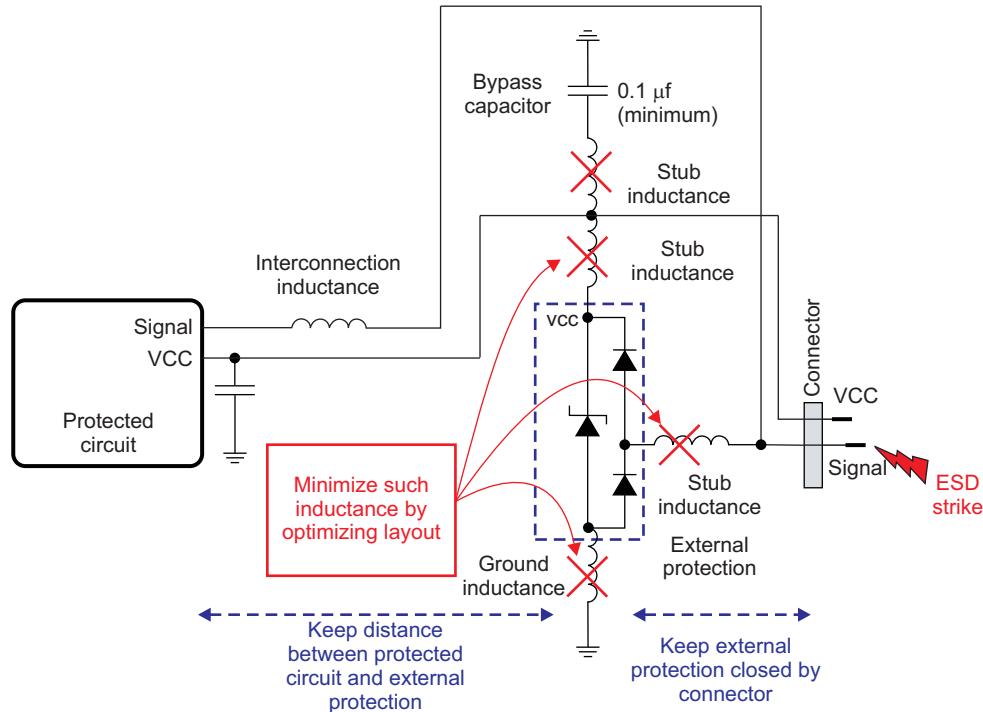 Bypass
capacitor
0.1 μf
(minimum)
Stub
inductance
Stub
inductance
Interconnection
inductance
Signal
VCC
Protected
circuit
vcc
Connector
VCC
Signal
ESD
strike
Minimize such
inductance by
optimizing layout
Stub
inductance
External
protection
Ground
inductance
Keep distance
between protected
circuit and external
protection
Keep external
protection closed by
connector